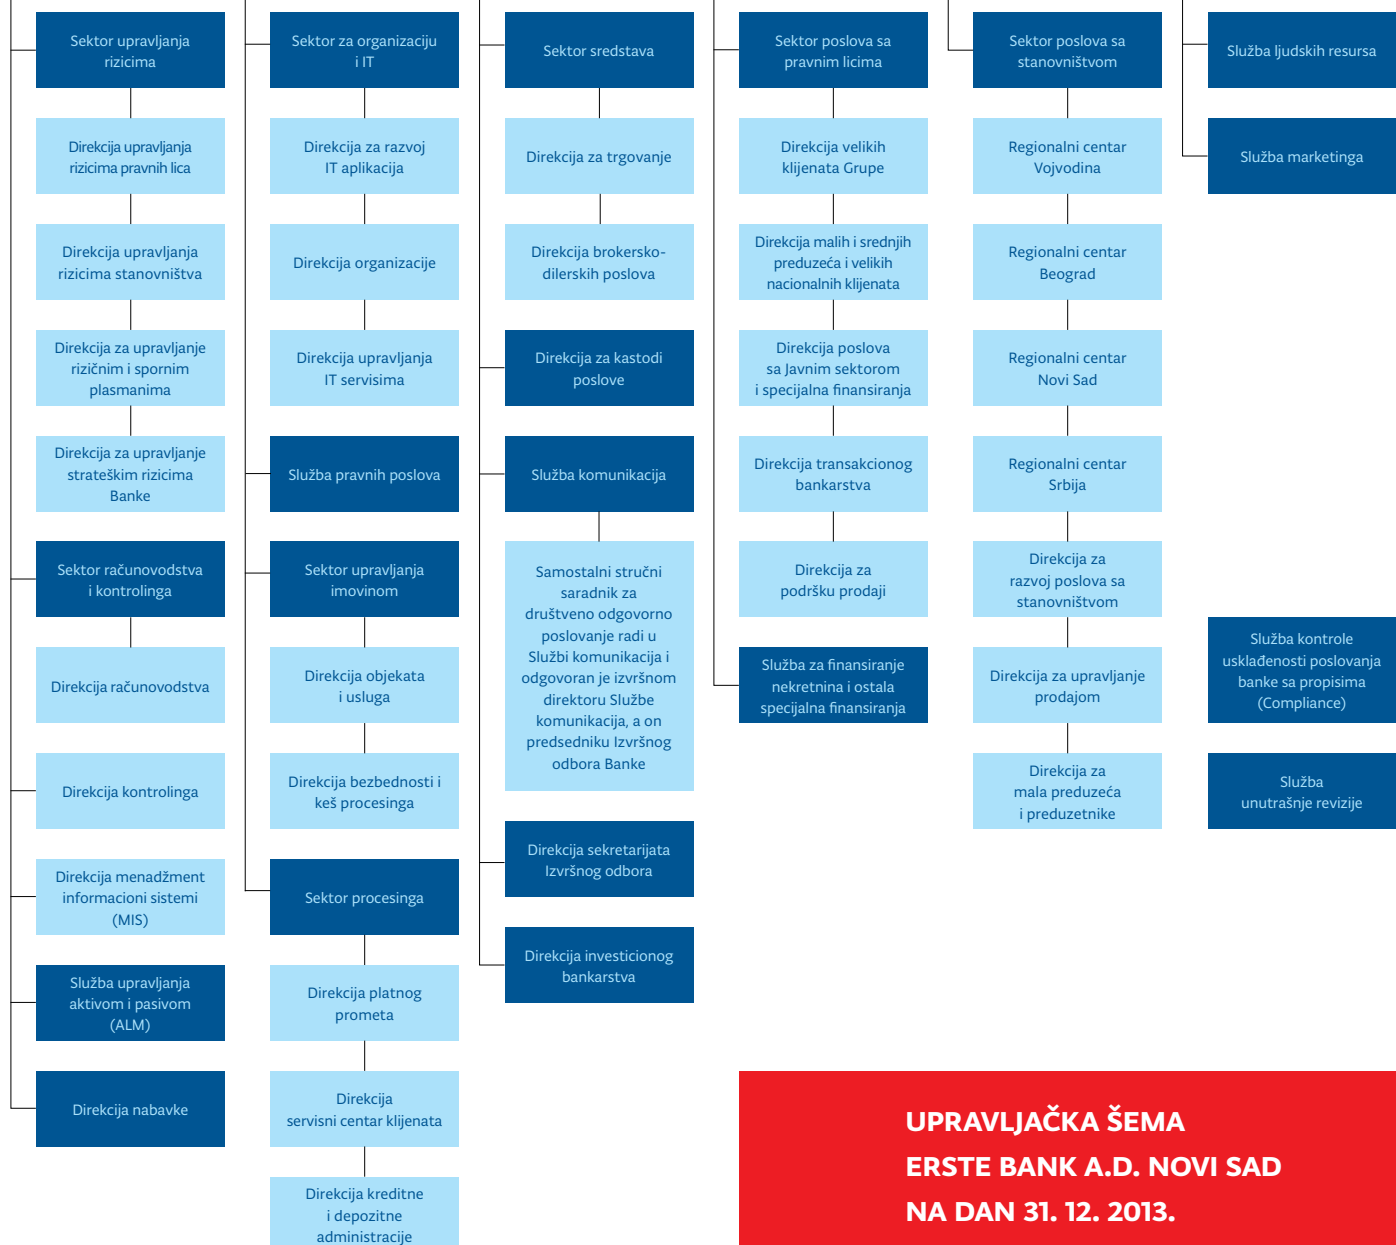 Sektor upravljanja
rizicima
Direkcija upravljanja
rizicima pravnih lica
Direkcija upravljanja
rizicima stanovništva
Direkcija za upravljanje
rizičnim i spornim
plasmanima
Direkcija za upravljanje
strateškim rizicima
Banke
Sektor računovodstva
i kontrolinga
Direkcija računovodstva
Direkcija kontrolinga
Direkcija menadžment
informacioni sistemi
(MIS)
Služba upravljanja
aktivom i pasivom
(ALM)
Direkcija nabavke
Sektor za organizaciju
i IT
Direkcija za razvoj
IT aplikacija
Direkcija organizacije
Direkcija upravljanja
IT servisima
Služba pravnih poslova
Sektor upravljanja
imovinom
Direkcija objekata
i usluga
Direkcija bezbednosti i
keš procesinga
Sektor procesinga
Direkcija platnog
prometa
Direkcija
servisni centar klijenata
Direkcija kreditne
i depozitne
administracije
Sektor sredstava
Direkcija za trgovanje
Direkcija brokersko-
dilerskih poslova
Direkcija za kastodi
poslove
Služba komunikacija
Samostalni stručni
saradnik za
društveno odgovorno
poslovanje radi u
Službi komunikacija i
odgovoran je izvršnom
direktoru Službe
komunikacija, a on
predsedniku Izvršnog
odbora Banke
Direkcija sekretarijata
Izvršnog odbora
Direkcija investicionog
bankarstva
Sektor poslova sa
pravnim licima
Direkcija velikih
klijenata Grupe
Direkcija malih i srednjih
preduzeća i velikih
nacionalnih klijenata
Direkcija poslova
sa Javnim sektorom
i specijalna finansiranja
Direkcija transakcionog
bankarstva
Direkcija za
podršku prodaji
Služba za finansiranje
nekretnina i ostala
specijalna finansiranja
Sektor poslova sa
stanovništvom
Regionalni centar
Vojvodina
Regionalni centar
Beograd
Regionalni centar
Novi Sad
Regionalni centar
Srbija
Direkcija za
razvoj poslova sa
stanovništvom
Direkcija za upravljanje
prodajom
Direkcija za
mala preduzeća
i preduzetnike
Služba ljudskih resursa
Služba marketinga
Služba kontrole
usklađenosti poslovanja
banke sa propisima
(Compliance)
Služba
unutrašnje revizije
UPRAVLJAČKA ŠEMA
ERSTE BANK A.D. NOVI SAD
NA DAN 31. 12. 2013.